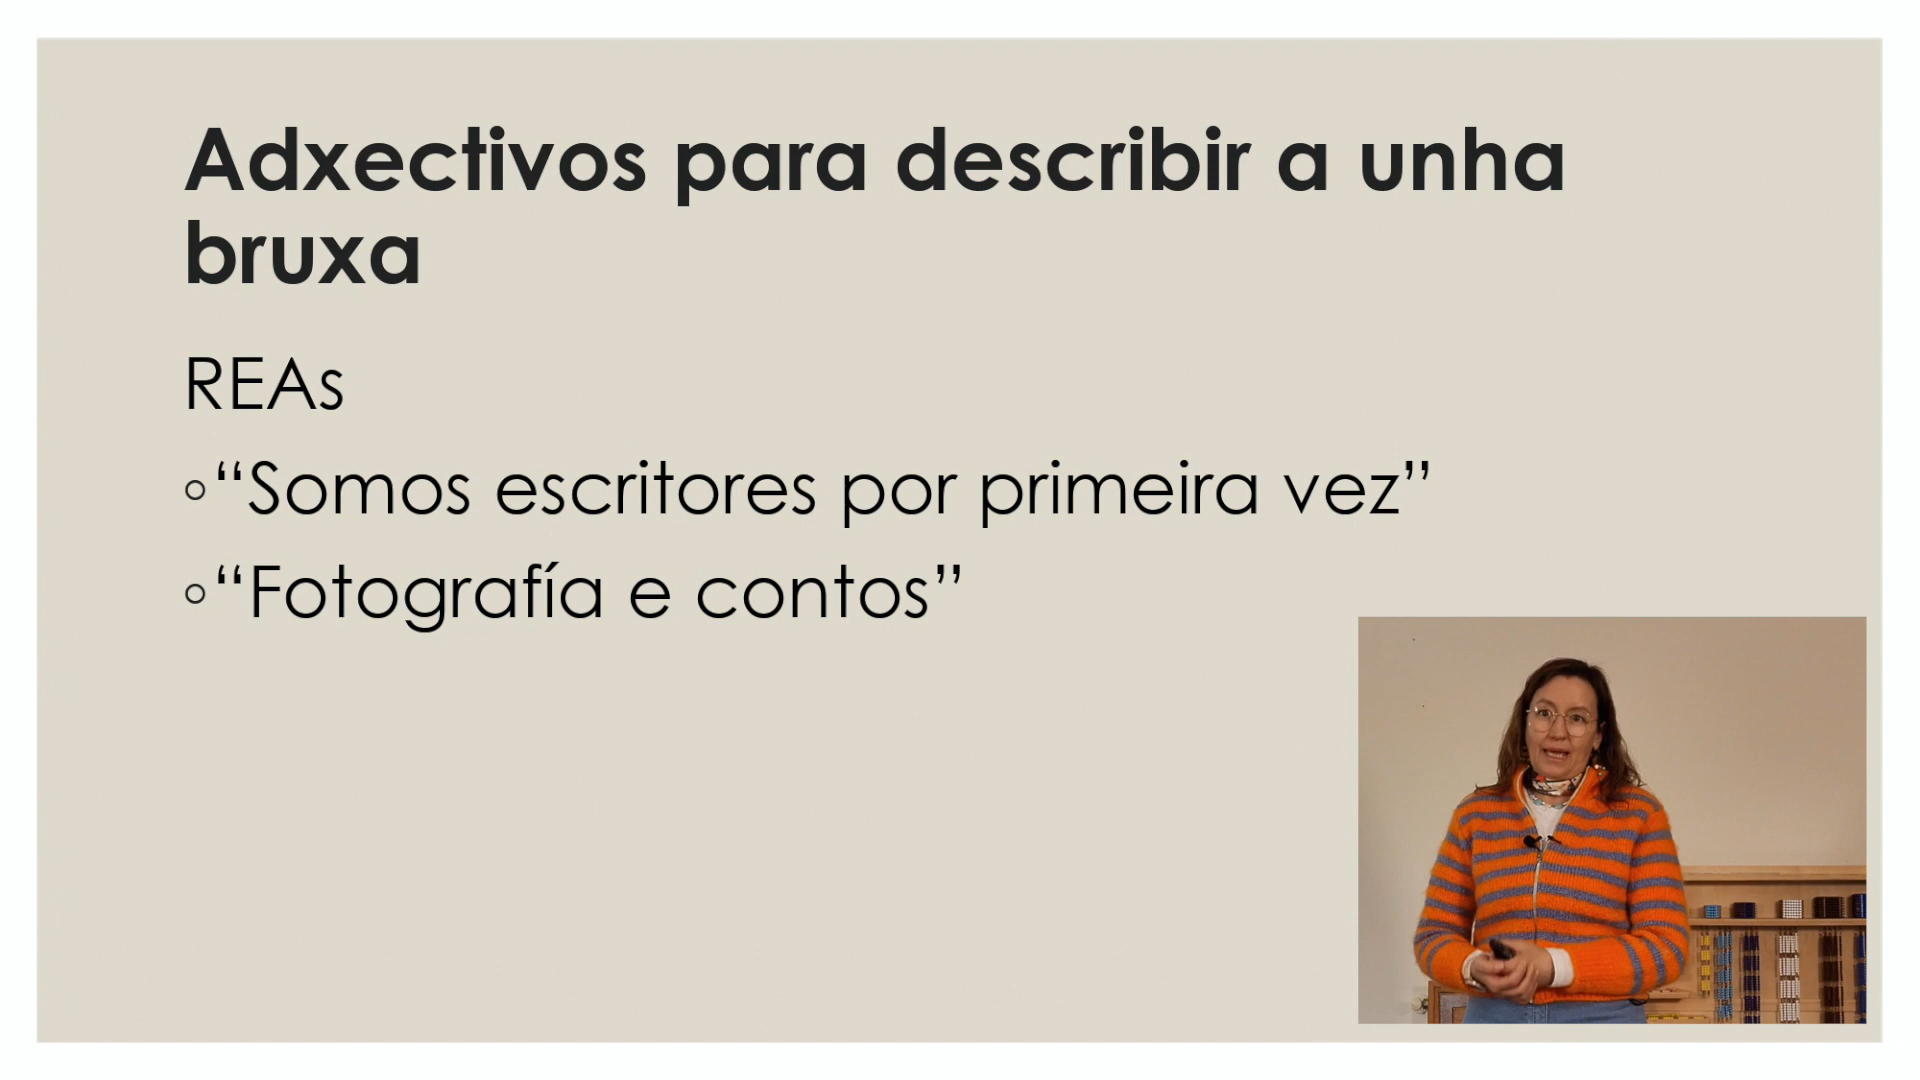 Adxectivos para describir a unha
bruxa
REAs
◦“Somos escritores por primeira vez”
◦“Fotografía e contos”